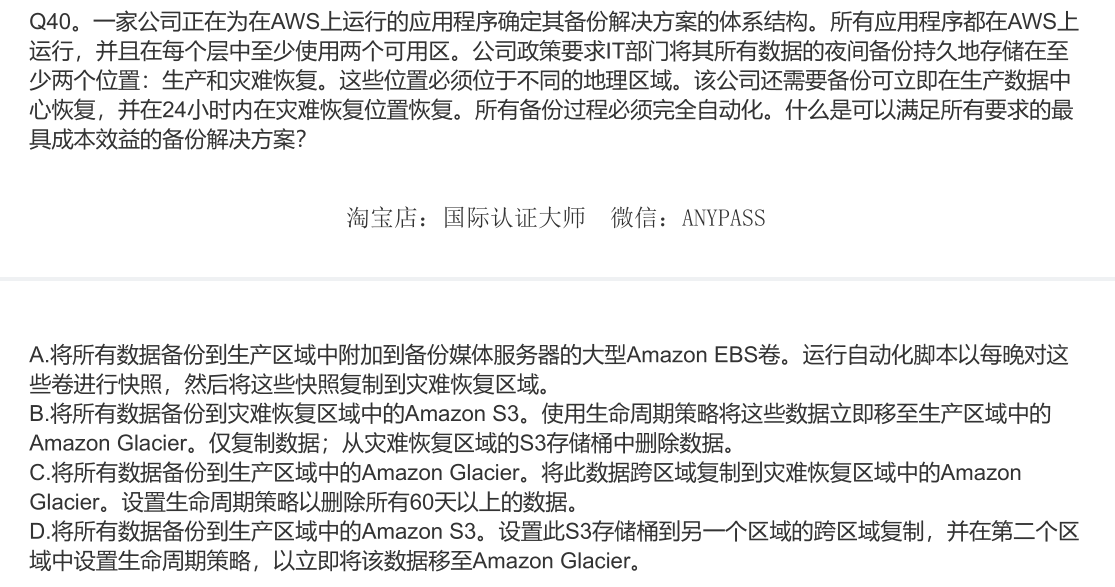 Q40。一家公司正在为在AWS上运行的应用程序确定其备份解决方案的体系结构。所有应用程序都在AWS上
运行，并且在每个层中至少使用两个可用区。公司政策要求IT部门将其所有数据的夜间备份持久地存储在至
少两个位置：生产和灾难恢复。这些位置必须位于不同的地理区域。该公司还需要备份可立即在生产数据中
心恢复，并在24小时内在灾难恢复位置恢复。所有备份过程必须完全自动化。什么是可以满足所有要求的最
具成本效益的备份解决方案？
淘宝店：国际认证大师 微信：ANYPASS
A.将所有数据备份到生产区域中附加到备份媒体服务器的大型Amazon EBS卷。运行自动化脚本以每晚对这
些卷进行快照，然后将这些快照复制到灾难恢复区域。
B.将所有数据备份到灾难恢复区域中的Amazon S3。使用生命周期策略将这些数据立即移至生产区域中的
Amazon Glacier。仅复制数据；从灾难恢复区域的S3存储桶中删除数据。
C.将所有数据备份到生产区域中的Amazon Glacier。将此数据跨区域复制到灾难恢复区域中的Amazon
Glacier。设置生命周期策略以删除所有60天以上的数据。
D.将所有数据备份到生产区域中的Amazon S3。设置此S3存储桶到另一个区域的跨区域复制，并在第二个区
域中设置生命周期策略，以立即将该数据移至Amazon Glacier。